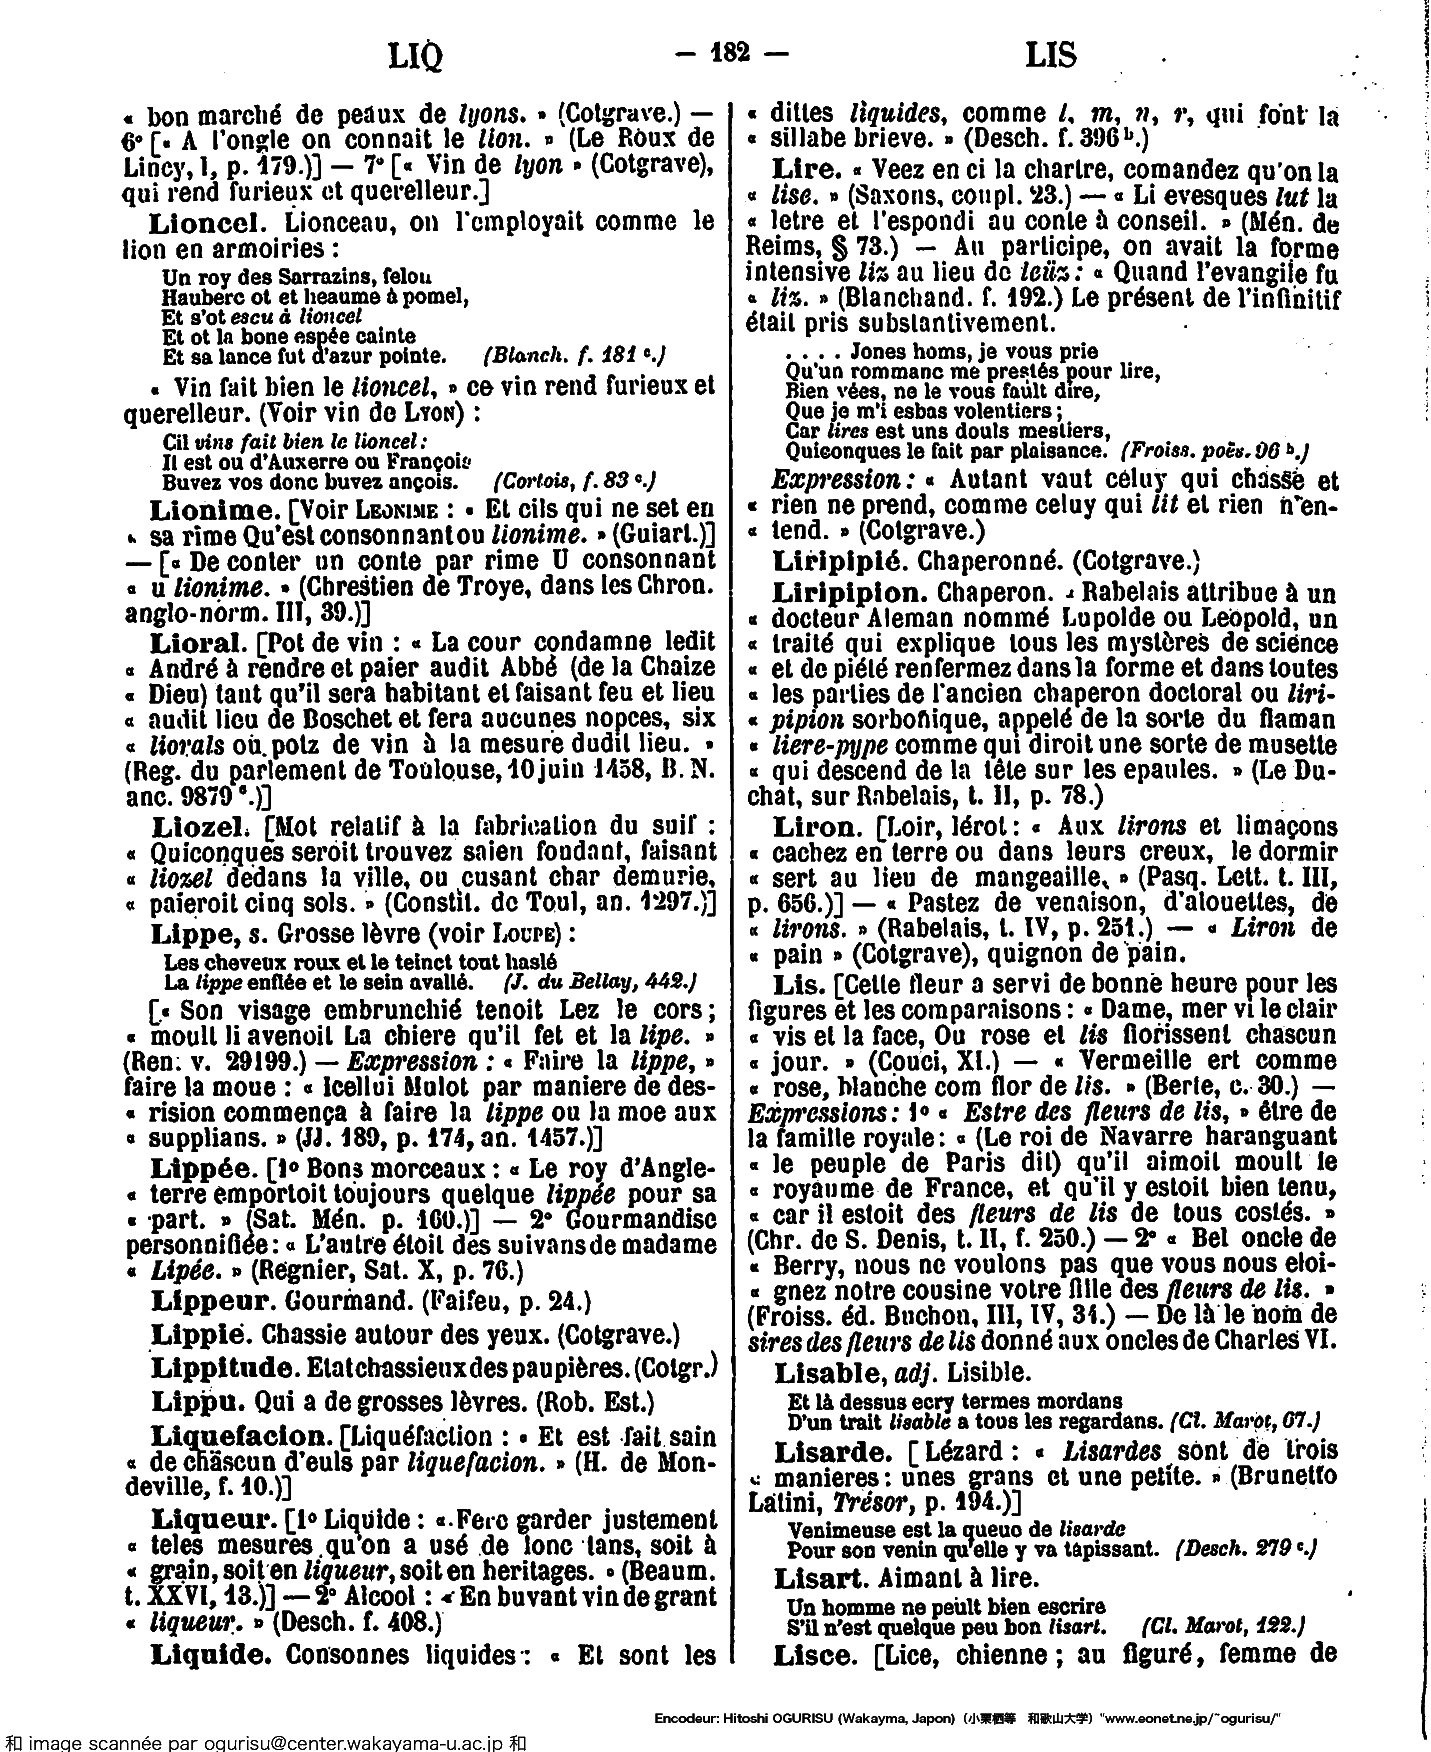 LIQ
— 182 —
LIS
« bon marché de peaux de lyons. » (Cotgrave.) —
6° [« A l'ongle on connait le lion. » (Le Roux de
Lincy, I, p. 179.)] — 7° [« Vin de lyon » (Cotgrave),
qui rend furieux et querelleur.]
Lioncel. Lionceau, on l'employait comme le
lion en armoiries :
Un roy des Sarrazins, felou
Hauberc ot et heaume à pomel,
Et s'ot escu à lioncel
Et ot la bone espée cainte
Et sa lance fut d'azur pointe. (Blanch. f. 181 c.)
« Vin fait bien le lioncel, » ce vin rend furieux et
querelleur. (Voir vin de LYON) :
Cil vins fait bien le lioncel :
Il est ou d'Auxerre ou François
Buvez vos donc buvez ançois. (Cortois, f. 83 c.)
Lionime. [Voir LEONIME : « Et cils qui ne set en
« sa rime Qu'est consonnant ou lionime. » (Guiart.)]
— [« De conter un conte par rime U consonnant
« u lionime. » (Chrestien de Troye, dans les Chron.
anglo-norm. III, 39.)]
Lioral. [Pot de vin : « La cour condamne ledit
« André à rendre et paier audit Abbé (de la Chaize
« Dieu) tant qu'il sera habitant et faisant feu et lieu
« audit lieu de Boschet et fera aucunes nopces, six
« liorals ou potz de vin à la mesure dudit lieu. »
(Reg. du parlement de Toulouse, 10 juin 1458, B. N.
anc. 9879 e.)]
Liozel. [Mot relatif à la fabrication du suif :
« Quiconques seroit trouvez saien foudant, faisant
« liozel dedans la ville, ou cusant char demurie,
« paieroit cinq sols. » (Constit. de Toul, an. 1297.)]
Lippe, s. Grosse lèvre (voir LOUPE) :
Les cheveux roux et le teinct tout haslé
La lippe enflée et le sein avallé. (J. du Bellay, 442.)
[« Son visage embrunchié tenoit Lez le cors ;
« moult li avenoit La chiere qu'il fet et la lipe. »
(Ren. v. 29199.) — Expression : « Faire la lippe, »
faire la moue : « Icellui Mulot par maniere de des-
« rision commença à faire la lippe ou la moe aux
« supplians. » (JJ. 189, p. 174, an. 1457.)]
Lippée. [1° Bons morceaux : « Le roy d'Angle-
« terre emportoit toujours quelque lippée pour sa
« part. » (Sat. Mén. p. 160.)] — 2° Gourmandise
personnifiée : « L'autre étoit des suivans de madame
« Lipée. » (Regnier, Sat. X, p. 76.)
Lippeur. Gourmand. (Faifeu, p. 24.)
Lippie. Chassie autour des yeux. (Cotgrave.)
Lippitude. Etat chassieux des paupières. (Cotgr.)
Lippu. Qui a de grosses lèvres. (Rob. Est.)
Liquefacion. [Liquéfaction : « Et est fait sain
« de chascun d'euls par liquefacion. » (H. de Mon-
deville, f. 10.)]
Liqueur. [1° Liquide : « Fere garder justement
« teles mesures qu'on a usé de lonc tans, soit à
« grain, soit en liqueur, soit en heritages. » (Beaum.
t. XXVI, 13.)] — 2° Alcool : « En buvant vin de grant
« liqueur. » (Desch. f. 408.)
Liquide. Consonnes liquides : « Et sont les
« dittes liquides, comme l, m, n, r, qui font la
« sillabe brieve. » (Desch. f. 396 b.)
Lire. « Veez en ci la chartre, comandez qu'on la
« lise. » (Saxons, coupl. 23.) — « Li evesques lut la
« letre et l'espondi au conte à conseil. » (Mén. de
Reims, § 73.) — Au participe, on avait la forme
intensive liz au lieu de leüz : « Quand l'evangile fu
« liz. » (Blanchand. f. 192.) Le présent de l'infinitif
était pris substantivement.
. . . . Jones homs, je vous prie
Qu'un rommanc me prestés pour lire,
Bien vées, ne le vous fault dire,
Que je m'i esbas volentiers ;
Car lires est uns douls mestiers,
Quiconques le fait par plaisance. (Froiss. poës. 96 b.)
Expression : « Autant vaut celuy qui chasse et
« rien ne prend, comme celuy qui lit et rien n'en-
« tend. » (Cotgrave.)
Liripipié. Chaperonné. (Cotgrave.)
Liripipion. Chaperon. « Rabelais attribue à un
« docteur Aleman nommé Lupolde ou Leopold, un
« traité qui explique tous les mystères de science
« et de piété renfermez dans la forme et dans toutes
« les parties de l'ancien chaperon doctoral ou liri-
« pipion sorbonique, appelé de la sorte du flaman
« liere-pype comme qui diroit une sorte de musette
« qui descend de la tête sur les epaules. » (Le Du-
chat, sur Rabelais, t. II, p. 78.)
Liron. [Loir, lérot : « Aux lirons et limaçons
« cachez en terre ou dans leurs creux, le dormir
« sert au lieu de mangeaille. » (Pasq. Lett. t. III,
p. 656.)] — « Pastez de venaison, d'alouettes, de
« lirons. » (Rabelais, t. IV, p. 251.) — « Liron de
« pain » (Cotgrave), quignon de pain.
Lis. [Cette fleur a servi de bonne heure pour les
figures et les comparaisons : « Dame, mer vi le clair
« vis et la face, Ou rose et lis florissent chascun
« jour. » (Couci, XI.) — « Vermeille ert comme
« rose, blanche com flor de lis. » (Berte, c. 30.) —
Expressions : 1° « Estre des fleurs de lis, » être de
la famille royale : « (Le roi de Navarre haranguant
« le peuple de Paris dit) qu'il aimoit moult le
« royaume de France, et qu'il y estoit bien tenu,
« car il estoit des fleurs de lis de tous costés. »
(Chr. de S. Denis, t. II, f. 250.) — 2° « Bel oncle de
« Berry, nous ne voulons pas que vous nous eloi-
« gnez notre cousine votre fille des fleurs de lis. »
(Froiss. éd. Buchon, III, IV, 34.) — De là le nom de
sires des fleurs de lis donné aux oncles de Charles VI.
Lisable, adj. Lisible.
Et là dessus ecry termes mordans
D'un trait lisable a tous les regardans. (Cl. Marot, 67.)
Lisarde. [Lézard : « Lisardes sont de trois
« manieres : unes grans et une petite. » (Brunetto
Latini, Trésor, p. 194.)]
Venimeuse est la queuo de lisarde
Pour son venin qu'elle y va tapissant. (Desch. 279 c.)
Lisart. Aimant à lire.
Un homme ne peult bien escrire
S'il n'est quelque peu bon lisart. (Cl. Marot, 122.)
Lisce. [Lice, chienne ; au figuré, femme de
Encodeur: Hitoshi OGURISU (Wakayma, Japon) (小栗栖等 和歌山大学) "www.eonet.ne.jp/~ogurisu/"
和 image scannée par ogurisu@center.wakayama-u.ac.jp 和